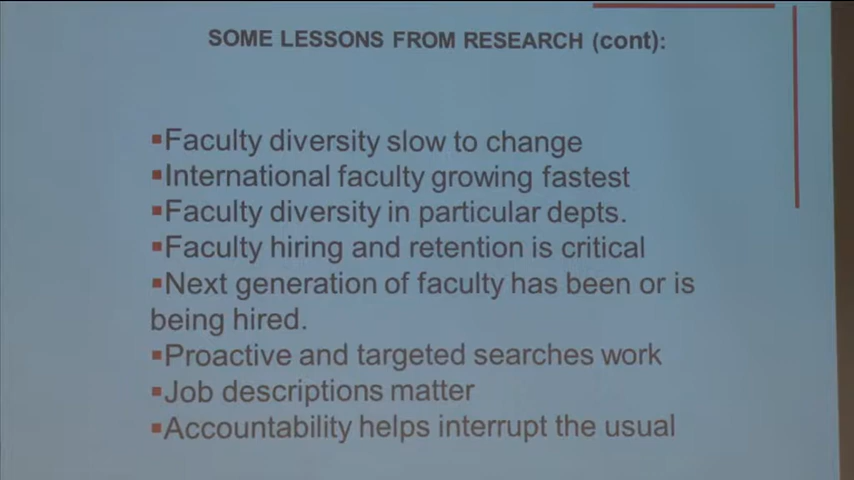 SOME LESSONS FROM RESEARCH (cont):
▪Faculty diversity slow to change
▪International faculty growing fastest
▪Faculty diversity in particular depts.
▪Faculty hiring and retention is critical
▪Next generation of faculty has been or is
being hired.
▪Proactive and targeted searches work
▪Job descriptions matter
▪Accountability helps interrupt the usual